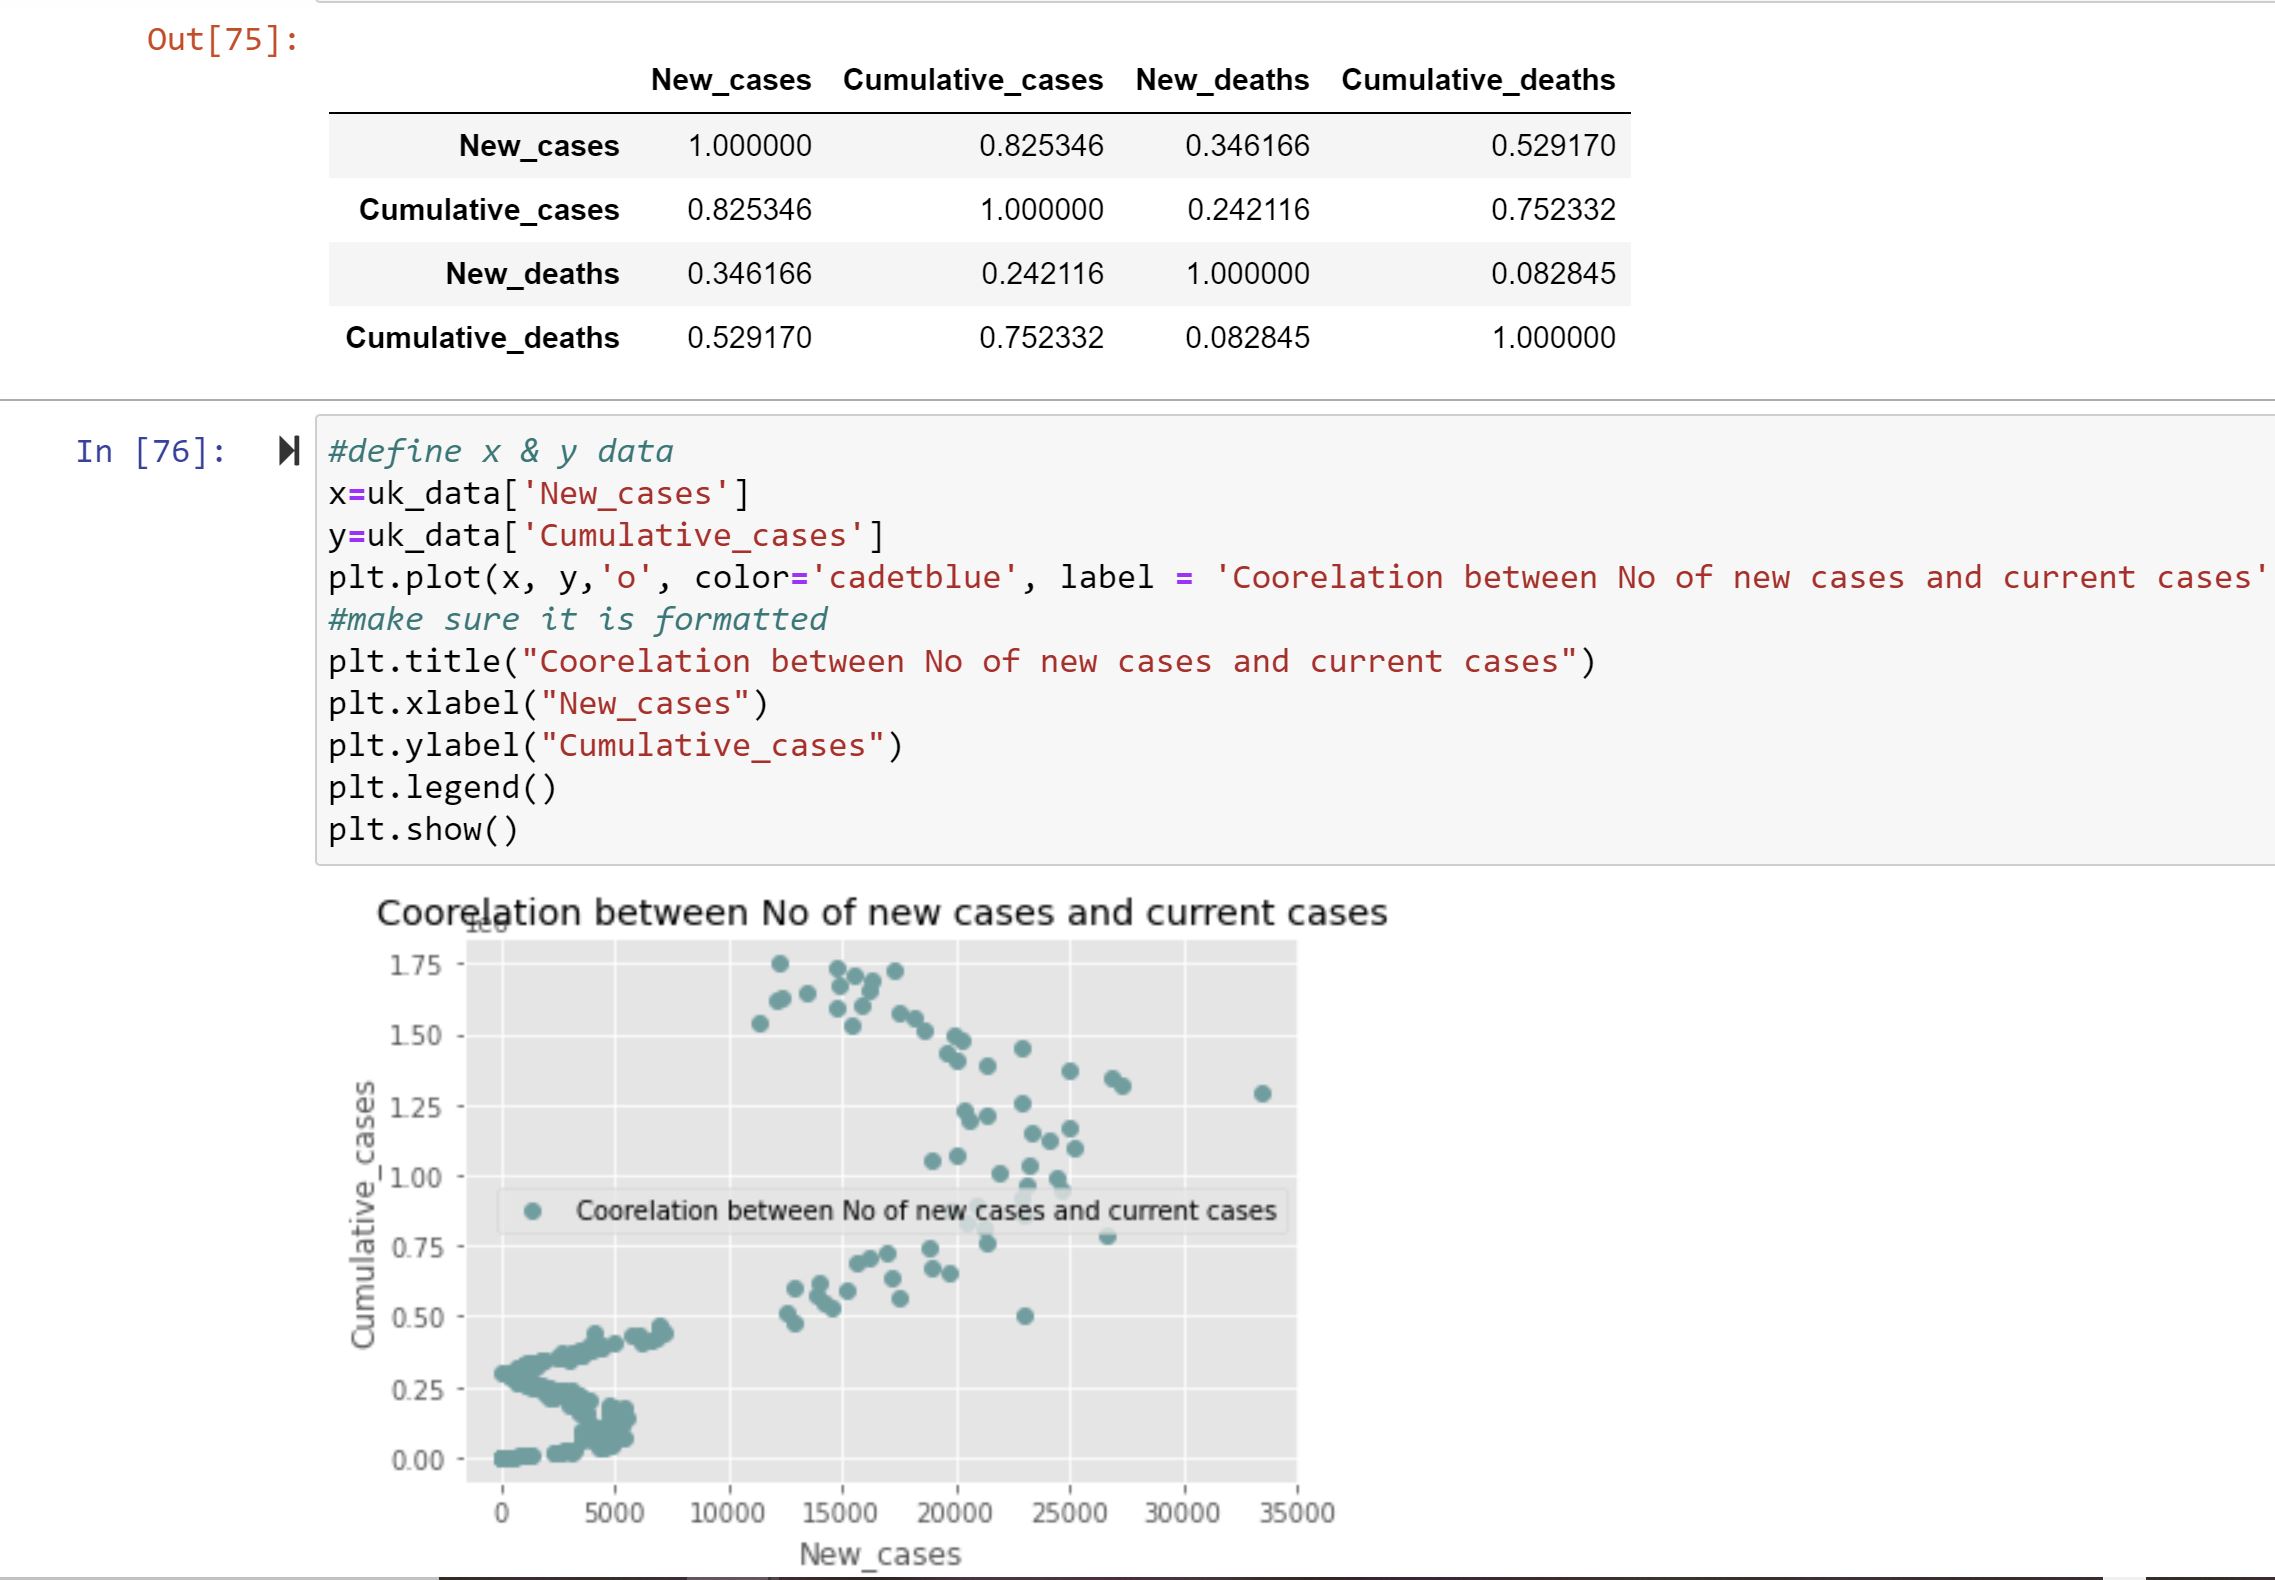 Out[75]:
New_cases Cumulative_cases New_deaths Cumulative_deaths
New_cases 1.000000 0.825346 0.346166 0.529170
Cumulative_cases 0.825346 1.000000 0.242116 0.752332
New_deaths 0.346166 0.242116 1.000000 0.082845
Cumulative_deaths 0.529170 0.752332 0.082845 1.000000
In [76]:
#define x & y data
x=uk_data['New_cases']
y=uk_data['Cumulative_cases']
plt.plot(x, y,'o', color='cadetblue', label = 'Coorelation between No of new cases and current cases'
#make sure it is formatted
plt.title("Coorelation between No of new cases and current cases")
plt.xlabel("New_cases")
plt.ylabel("Cumulative_cases")
plt.legend()
plt.show()
Coorelation between No of new cases and current cases
1e6
1.75
1.50
1.25
1.00
0.75
0.50
0.25
0.00
Cumulative_cases
Coorelation between No of new cases and current cases
0 5000 10000 15000 20000 25000 30000 35000
New_cases